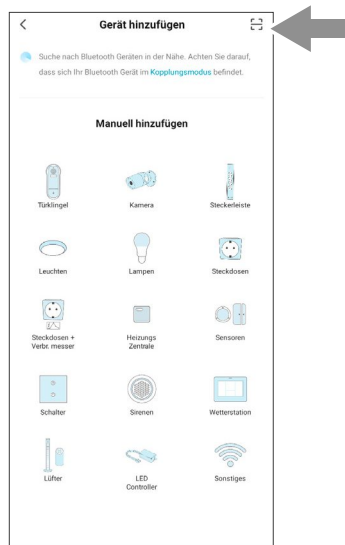 Gerät hinzufügen
Suche nach Bluetooth Geräten in der Nähe. Achten Sie darauf,
dass sich Ihr Bluetooth Gerät im Kopplungsmodus befindet.
Manuell hinzufügen
Türklingel
Kamera
Steckerleiste
Leuchten
Lampen
Steckdosen
Steckdosen +
Verbr. messer
Heizungs
Zentrale
Sensoren
Schalter
Sirenen
Wetterstation
Lüfter
LED
Controller
Sonstiges